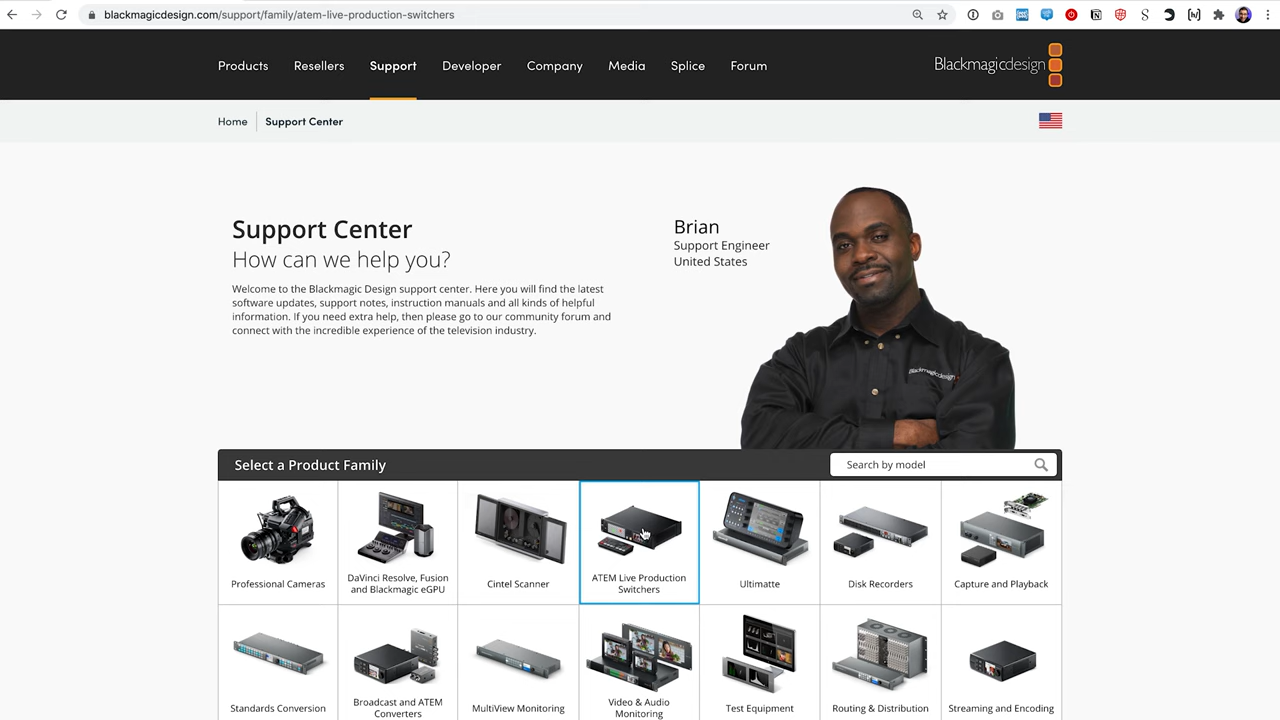 blackmagicdesign.com/support/family/atem-live-production-switchers
Products Resellers Support Developer Company Media Splice Forum
Blackmagicdesign
Home Support Center
Support Center
How can we help you?
Welcome to the Blackmagic Design support center. Here you will find the latest
software updates, support notes, instruction manuals and all kinds of helpful
information. If you need extra help, then please go to our community forum and
connect with the incredible experience of the television industry.
Brian
Support Engineer
United States
Blackmagicdesign
Select a Product Family
Search by model
Professional Cameras
DaVinci Resolve, Fusion
and Blackmagic eGPU
Cintel Scanner
ATEM Live Production
Switchers
Ultimatte
Disk Recorders
Capture and Playback
Standards Conversion
Broadcast and ATEM
Converters
MultiView Monitoring
Video & Audio
Monitoring
Test Equipment
Routing & Distribution
Streaming and Encoding